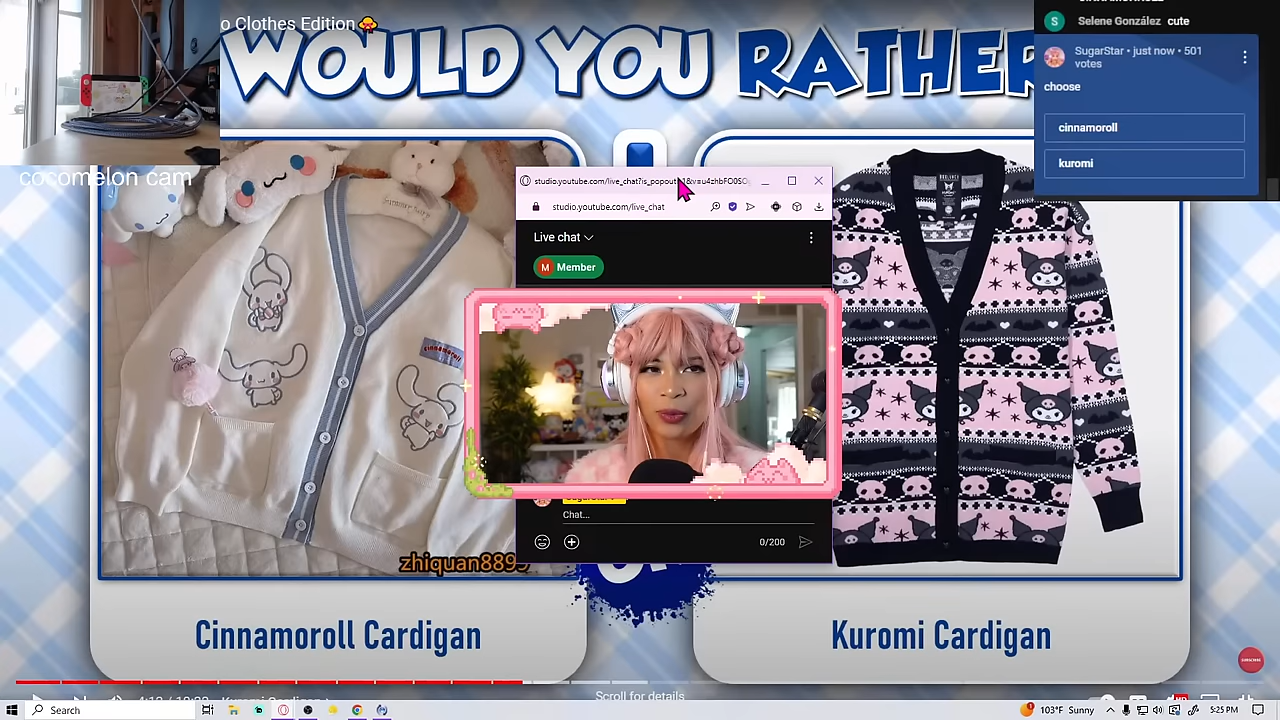 o Clothes Edition
WOULD YOU RATHER
cocomelon cam
Selene González cute
SugarStar • just now • 501
votes
choose
cinnamoroll
kuromi
studio.youtube.com/live_chat
Live chat
M Member
Chat...
0/200
zhiquan8899
Cinnamoroll Cardigan
Kuromi Cardigan
SUBSCRIBE
Scroll for details
Search
103°F Sunny
5:25 PM